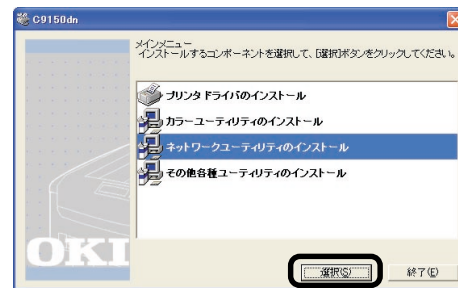 C9150dn
メインメニュー
インストールするコンポーネントを選択して、[選択]ボタンをクリックしてください。
プリンタドライバのインストール
カラーユーティリティのインストール
ネットワークユーティリティのインストール
その他各種ユーティリティのインストール
OKI
選択(S)
終了(E)